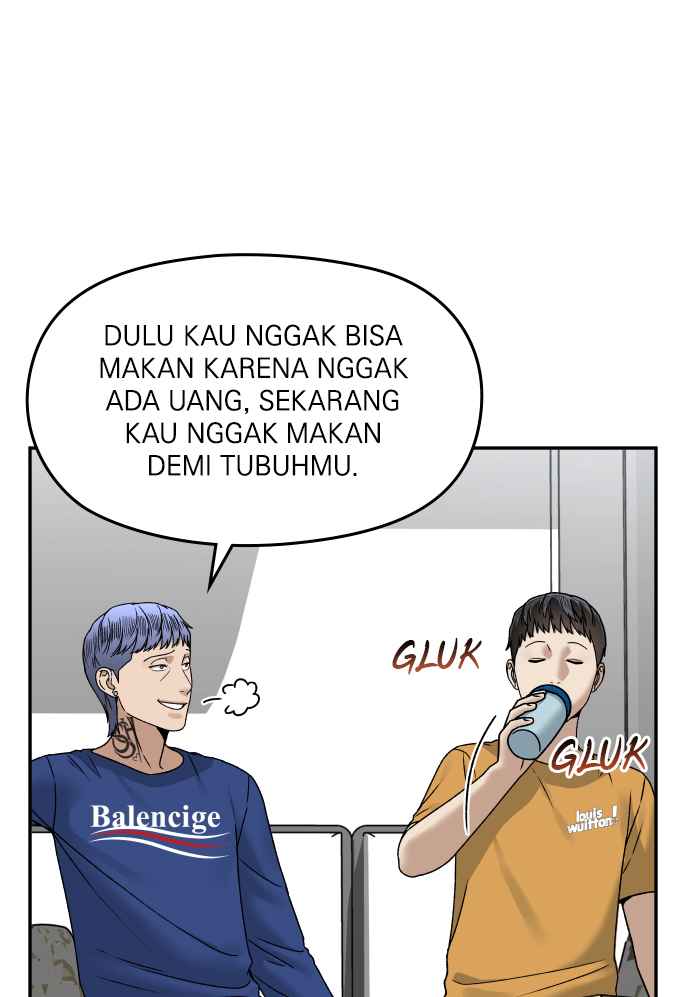 DULU KAU NGGAK BISA
MAKAN KARENA NGGAK
ADA UANG, SEKARANG
KAU NGGAK MAKAN
DEMI TUBUHMU.
GLUK
GLUK
Balencige
louis
wuitton!